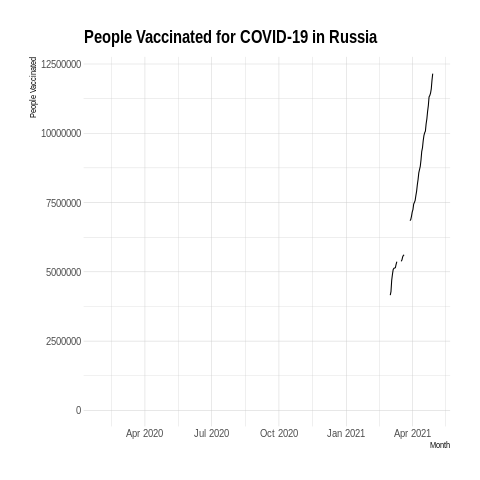 People Vaccinated for COVID-19 in Russia
People Vaccinated
12500000
10000000
7500000
5000000
2500000
0
Apr 2020 Jul 2020 Oct 2020 Jan 2021 Apr 2021
Month